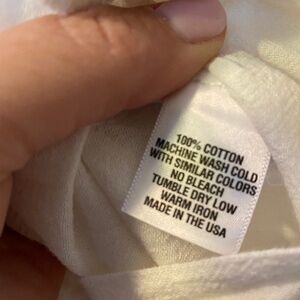 100% COTTON
MACHINE WASH COLD
WITH SIMILAR COLORS
NO BLEACH
TUMBLE DRY LOW
WARM IRON
MADE IN THE USA